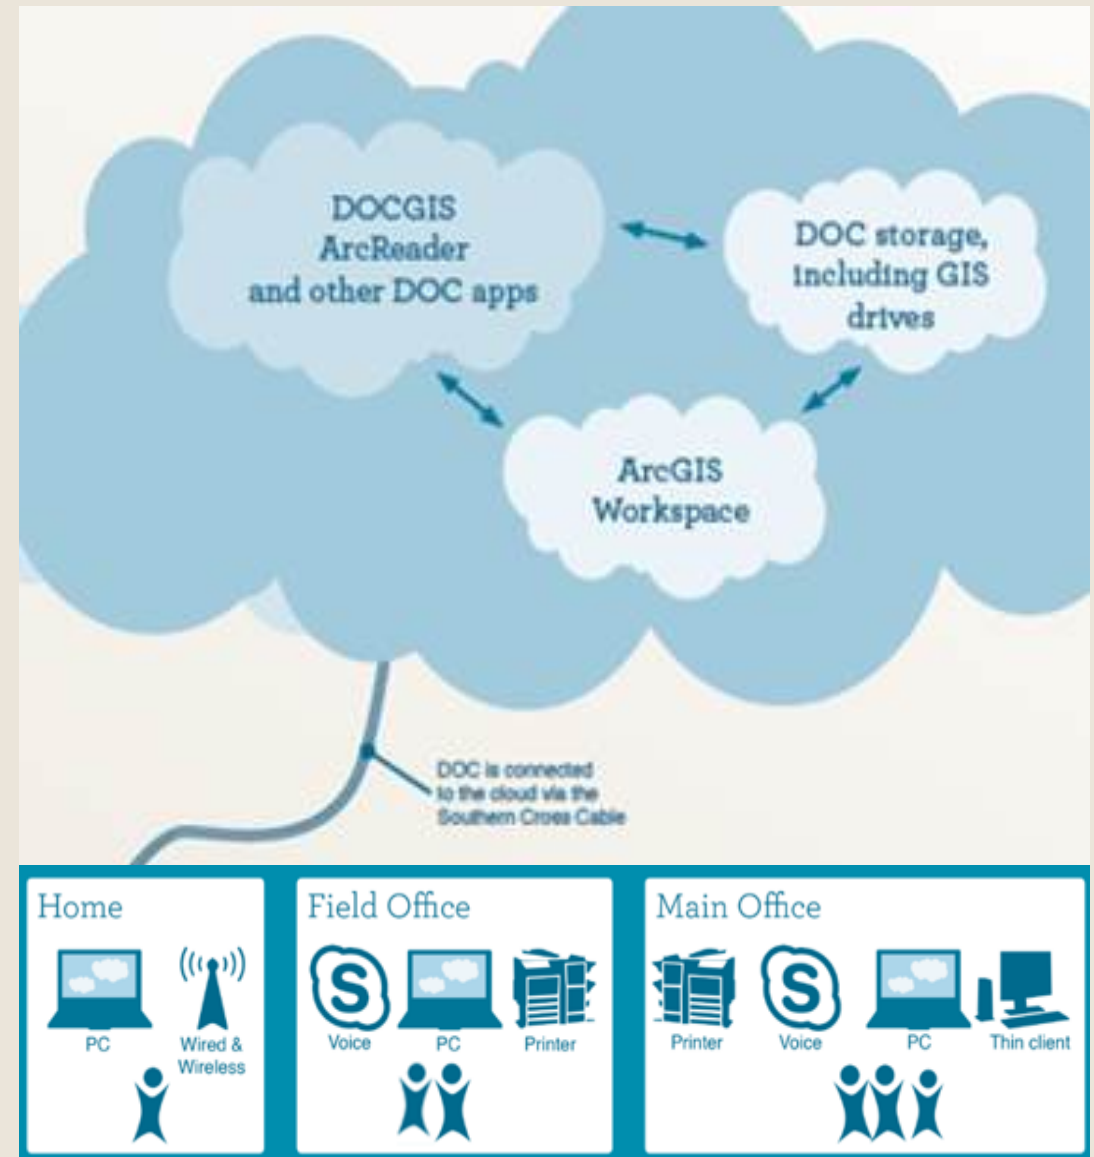 DOCGIS
ArcReader
and other DOC apps
DOC storage,
including GIS
drives
ArcGIS
Workspace
DOC is connected
to the cloud via the
Southern Cross Cable
Home
PC
Wired &
Wireless
Field Office
S
Voice
PC
Printer
Main Office
Printer
S
Voice
PC
Thin client